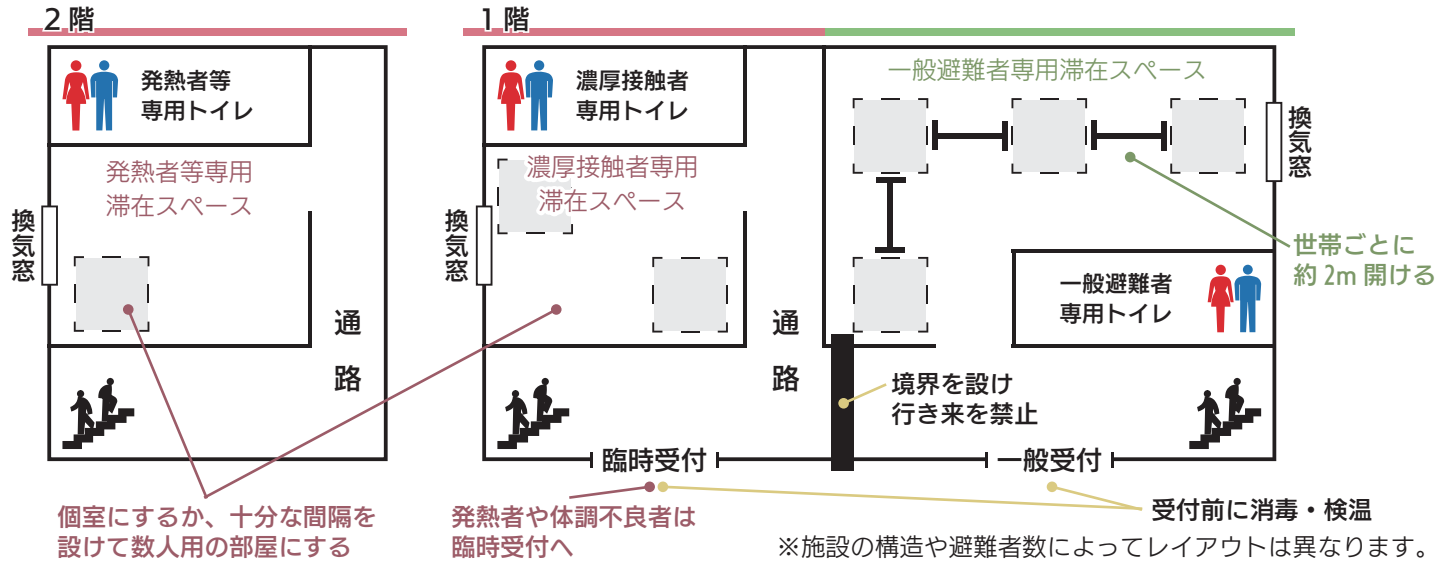 2階
発熱者等
専用トイレ
発熱者等専用
滞在スペース
換気窓
通路
個室にするか、十分な間隔を
設けて数人用の部屋にする
1階
濃厚接触者
専用トイレ
濃厚接触者専用
滞在スペース
換気窓
通路
一般避難者専用滞在スペース
換気窓
世帯ごとに
約2m開ける
一般避難者
専用トイレ
境界を設け
行き来を禁止
臨時受付
一般受付
発熱者や体調不良者は
臨時受付へ
受付前に消毒・検温
※施設の構造や避難者数によってレイアウトは異なります。